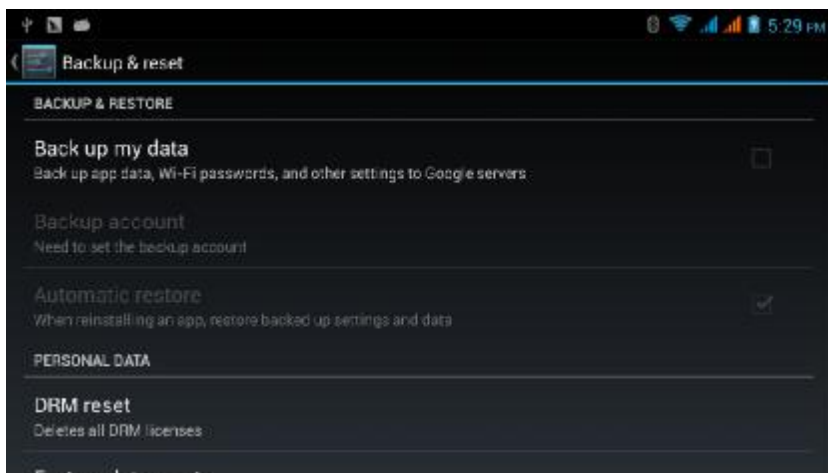 5:29 PM
Backup & reset
BACKUP & RESTORE
Back up my data
Back up app data, Wi-Fi passwords, and other settings to Google servers
Backup account
Need to set the backup account
Automatic restore
When reinstalling an app, restore backed up settings and data
PERSONAL DATA
DRM reset
Deletes all DRM licenses